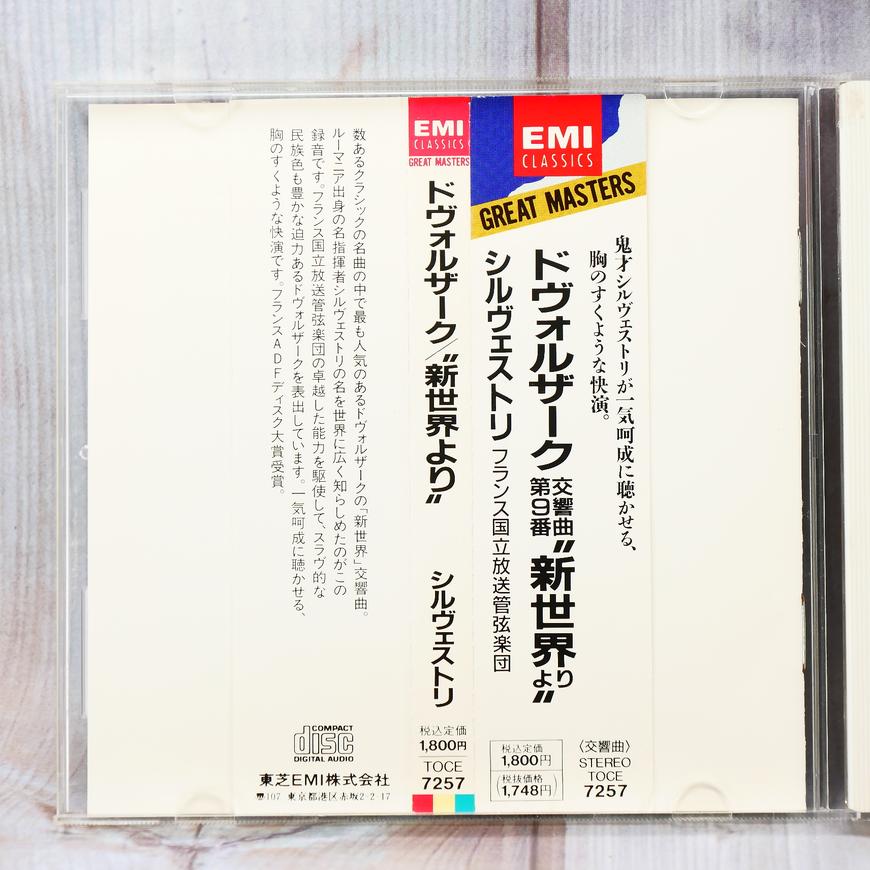 EMI
CLASSICS
GREAT MASTERS
鬼才シルヴェストリが一気呵成に聴かせる、
胸のすくような快演。
ドヴォルザーク 交響曲第9番 〝新世界より〟
シルヴェストリ フランス国立放送管弦楽団
〈交響曲〉
STEREO
TOCE
7257
税込定価
1,800円
(税抜価格
1,748円)
EMI
CLASSICS
GREAT MASTERS
ドヴォルザーク/〝新世界より〟 シルヴェストリ
税込定価
1,800円
TOCE
7257
数あるクラシックの名曲の中で最も人気のあるドヴォルザークの「新世界」交響曲。
ルーマニア出身の名指揮者シルヴェストリの名を世界に広く知らしめたのがこの
録音です。フランス国立放送管弦楽団の卓越した能力を駆使して、スラヴ的な
民族色も豊かな迫力あるドヴォルザークを表出しています。一気呵成に聴かせる、
胸のすくような快演です。フランスADFディスク大賞受賞。
COMPACT
disc
DIGITAL AUDIO
東芝EMI株式会社
〠107 東京都港区赤坂2-2-17